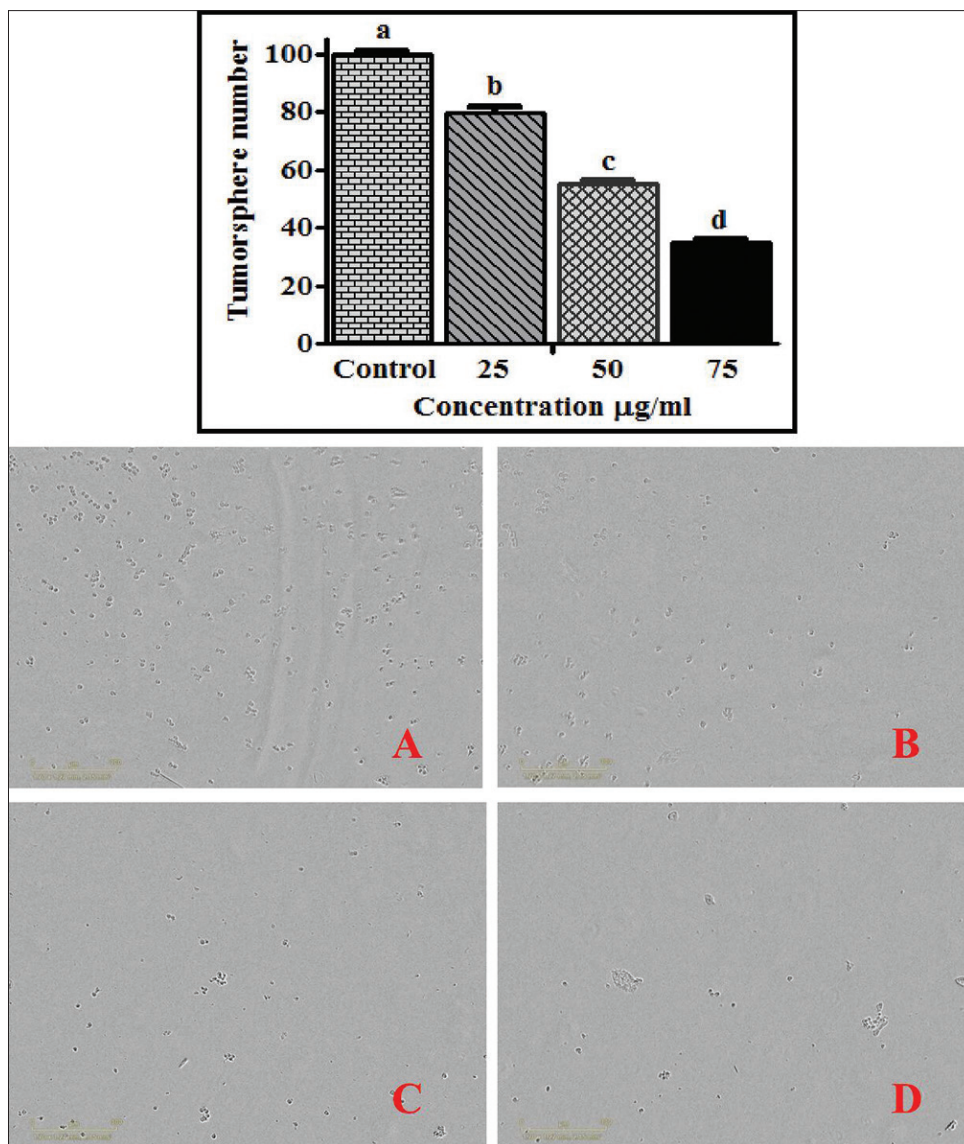 a
100
b
80
c
60
d
40
20
0
Tumorsphere number
Control 25 50 75
Concentration µg/ml
A
B
C
D